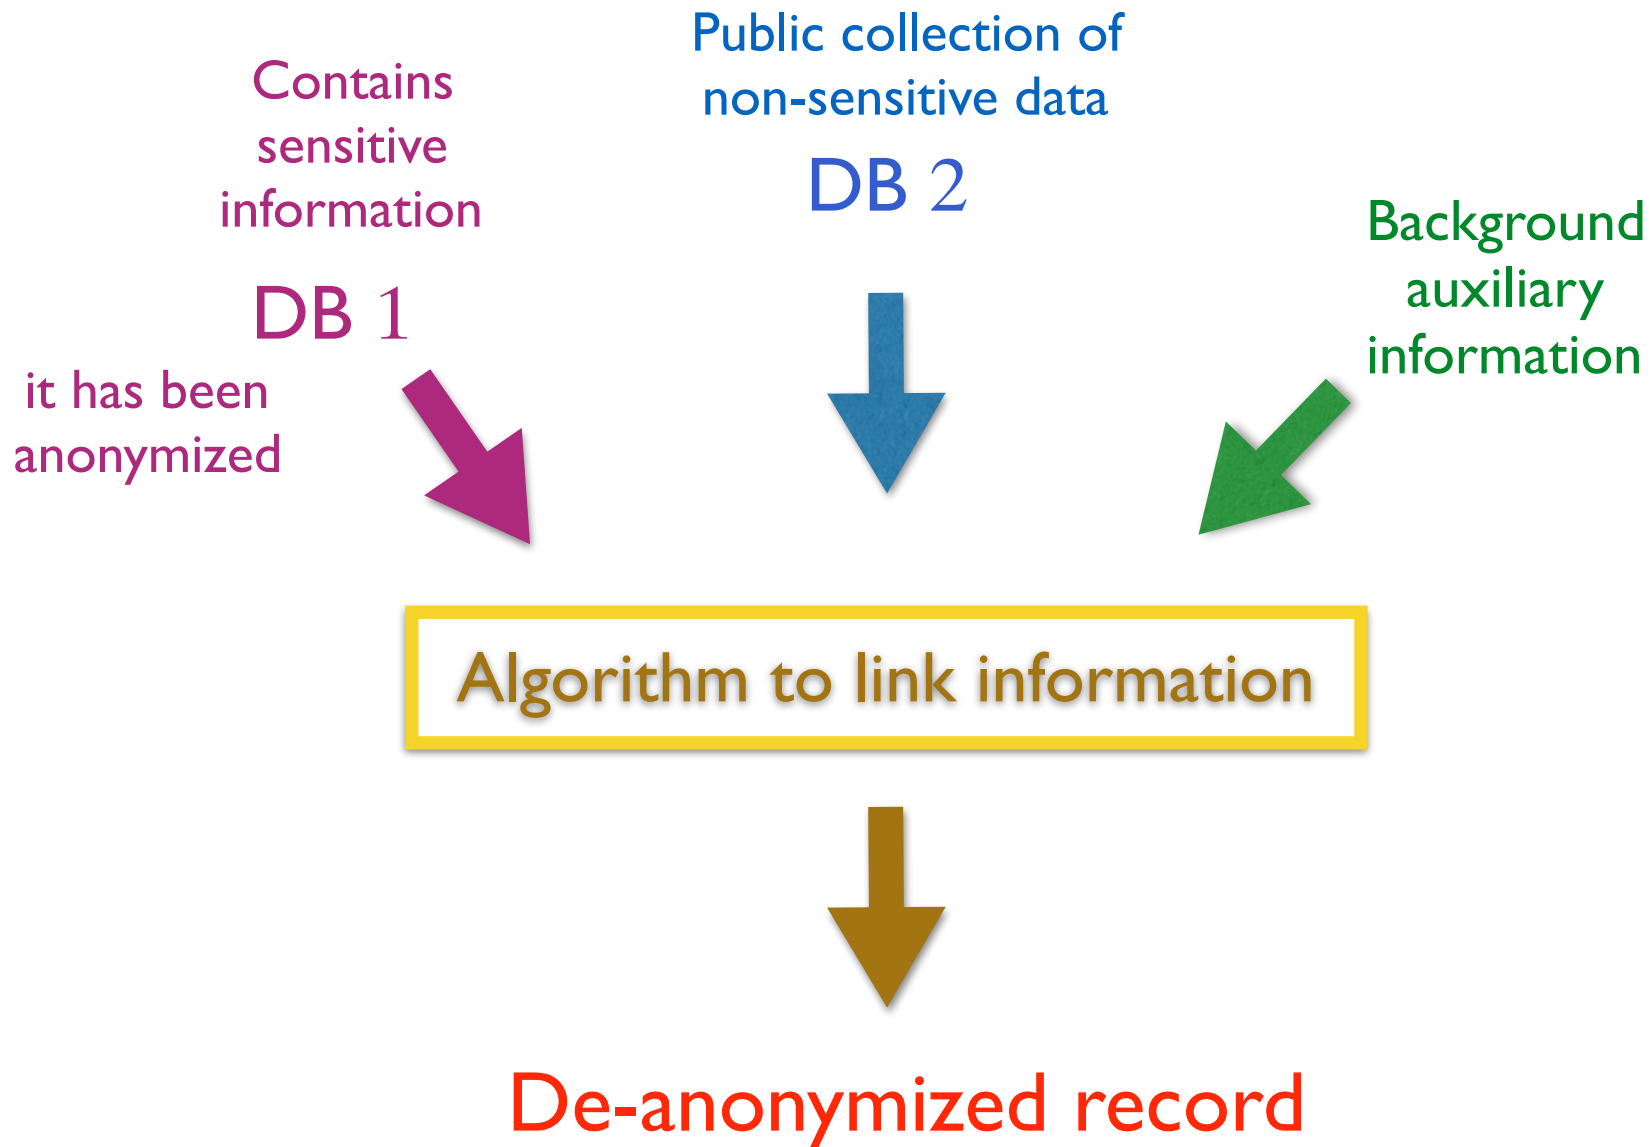 Contains
sensitive
information
DB 1
it has been
anonymized
Public collection of
non-sensitive data
DB 2
Background
auxiliary
information
Algorithm to link information
De-anonymized record